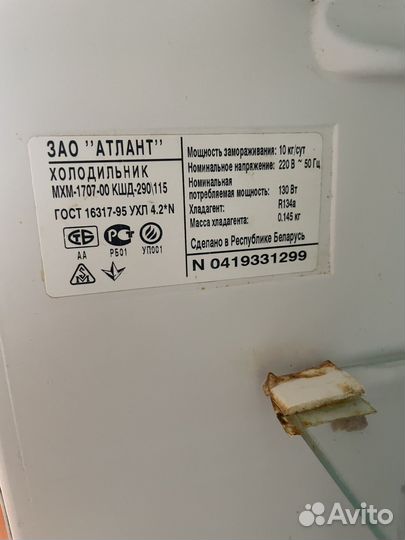 ЗАО "АТЛАНТ"
ХОЛОДИЛЬНИК
МХМ-1707-00 КШД-290\115
ГОСТ 16317-95 УХЛ 4.2*N
АА РБ01 УП001
Мощность замораживания: 10 кг/сут
Номинальное напряжение: 220 В ~ 50 Гц
Номинальная
потребляемая мощность: 130 Вт
Хладагент: R134a
Масса хладагента: 0.145 кг
Сделано в Республике Беларусь
N 0419331299
Avito